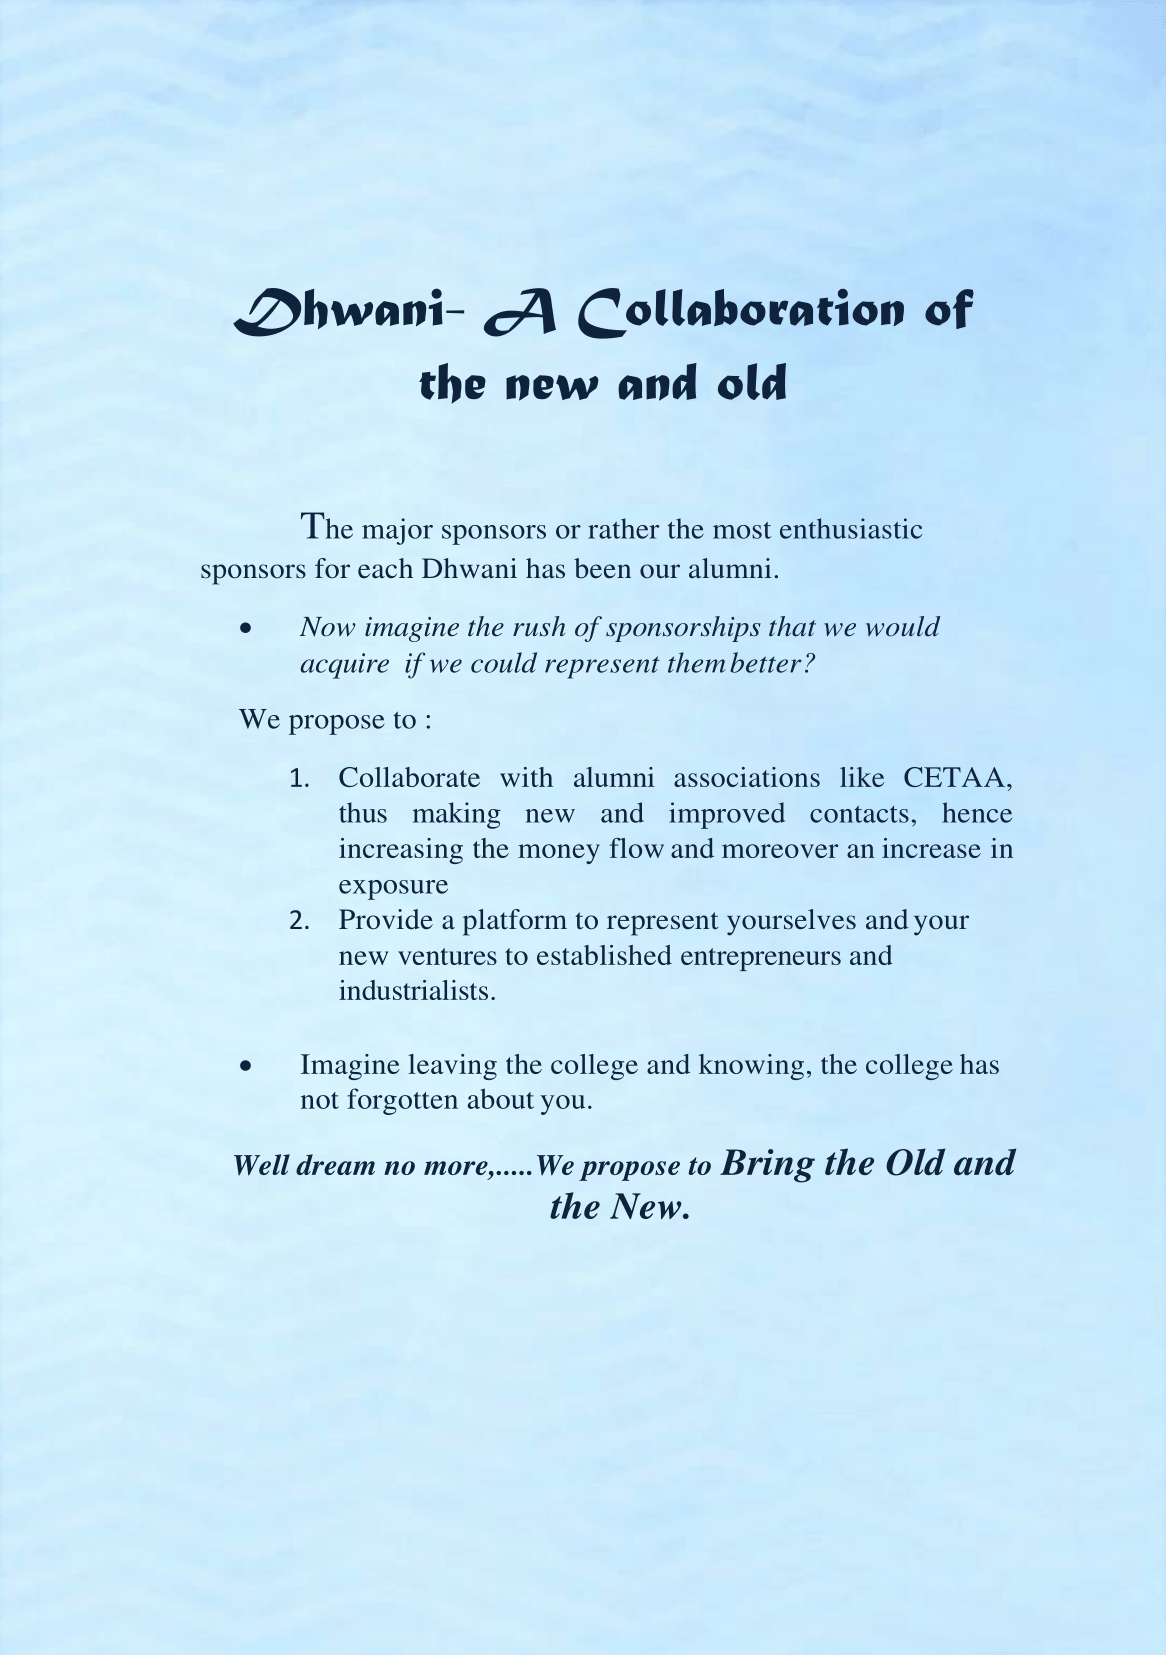 Dhwani- A Collaboration of
the new and old
The major sponsors or rather the most enthusiastic
sponsors for each Dhwani has been our alumni.
• Now imagine the rush of sponsorships that we would
acquire if we could represent them better?
We propose to :
1. Collaborate with alumni associations like CETAA,
thus making new and improved contacts, hence
increasing the money flow and moreover an increase in
exposure
2. Provide a platform to represent yourselves and your
new ventures to established entrepreneurs and
industrialists.
• Imagine leaving the college and knowing, the college has
not forgotten about you.
Well dream no more,.....We propose to Bring the Old and
the New.